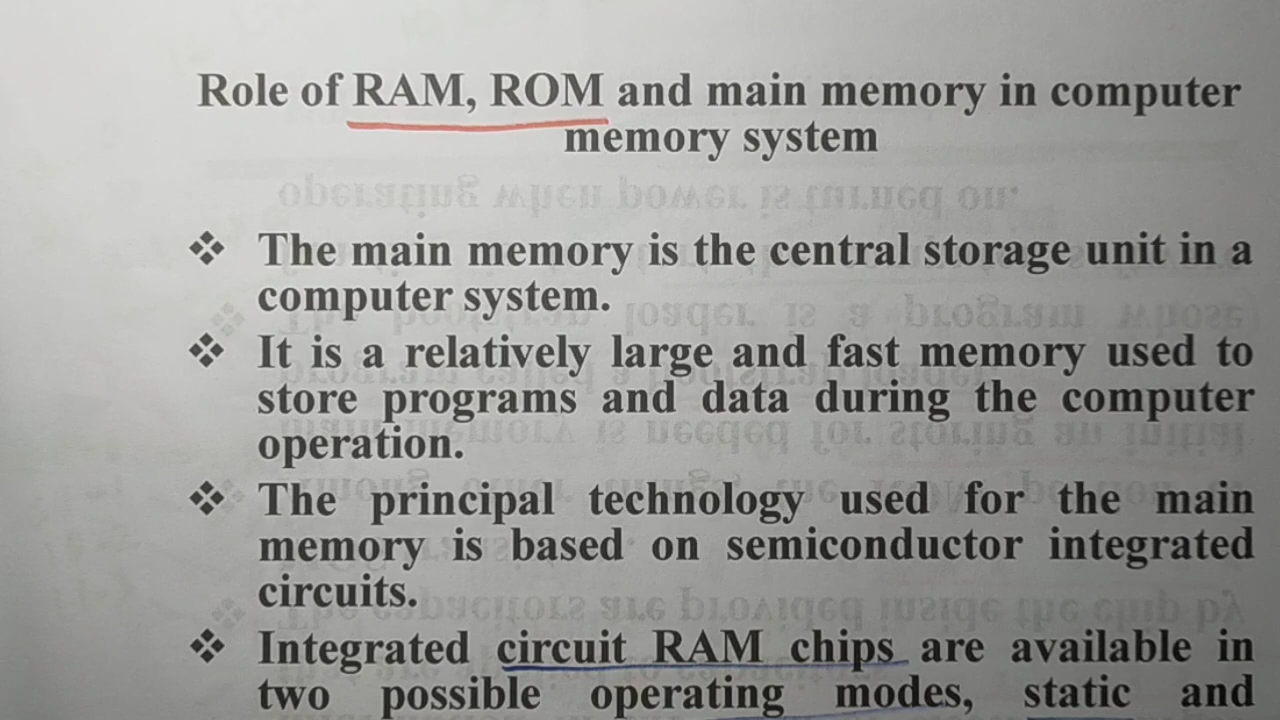 Role of RAM, ROM and main memory in computer
memory system
❖ The main memory is the central storage unit in a
computer system.
❖ It is a relatively large and fast memory used to
store programs and data during the computer
operation.
❖ The principal technology used for the main
memory is based on semiconductor integrated
circuits.
❖ Integrated circuit RAM chips are available in
two possible operating modes, static and